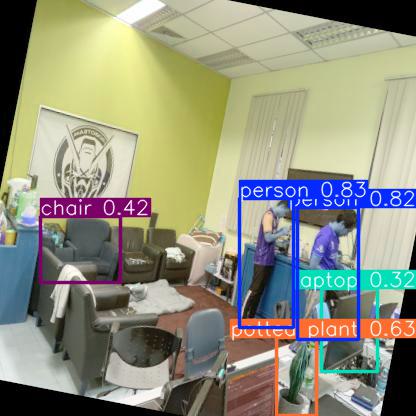 person 0.83
person 0.82
chair 0.42
aptop 0.32
potted plant 0.63